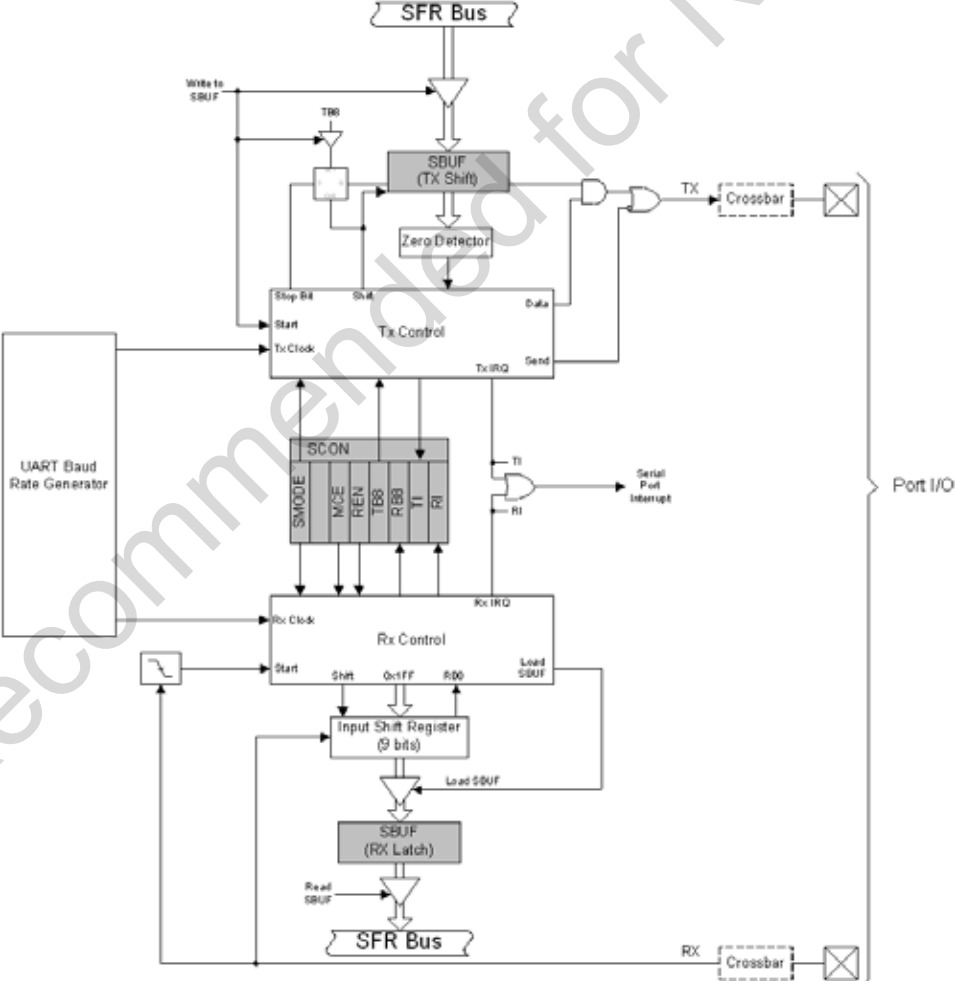 SFR Bus
Write to
SBUF
TB8
SBUF
(TX Shift)
TX
Crossbar
Zero Detector
Stop Bit
Shift
Data
Start
Tx Control
Tx Clock
Send
Tx IRQ
UART Baud
Rate Generator
SCON
SMODE
MCE
REN
TB8
RB8
TI
RI
TI
RI
Serial
Port
Interrupt
Port I/O
Rx IRQ
Rx Clock
Rx Control
Start
Load
SBUF
Shift
0x1FF
RB8
Input Shift Register
(9 bits)
Load SBUF
SBUF
(RX Latch)
Read
SBUF
SFR Bus
RX
Crossbar
ecommended for